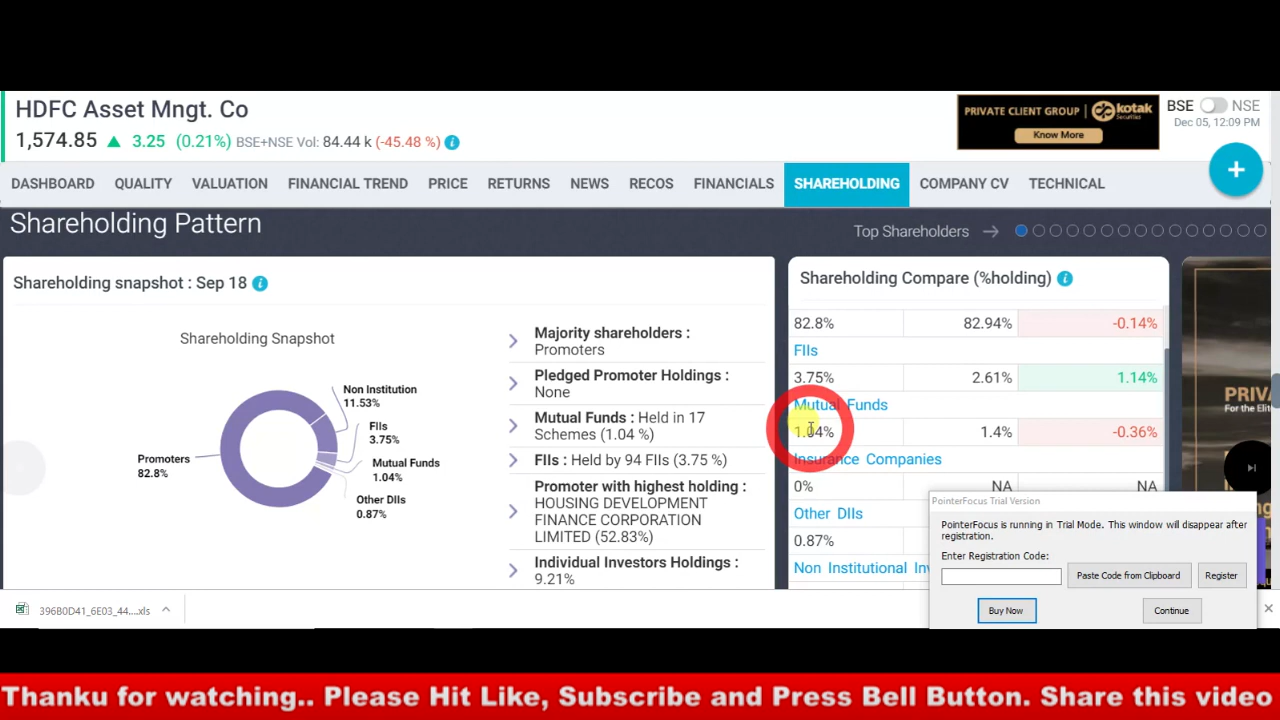 HDFC Asset Mngt. Co
1,574.85 ▲ 3.25 (0.21%) BSE+NSE Vol: 84.44 k (-45.48 %)
PRIVATE CLIENT GROUP | kotak Securities
Know More
BSE NSE
Dec 05, 12:09 PM
DASHBOARD QUALITY VALUATION FINANCIAL TREND PRICE RETURNS NEWS RECOS FINANCIALS SHAREHOLDING COMPANY CV TECHNICAL
Shareholding Pattern
Top Shareholders →
Shareholding snapshot : Sep 18
Shareholding Snapshot
Non Institution
11.53%
FIIs
3.75%
Mutual Funds
1.04%
Other DIIs
0.87%
Promoters
82.8%
Majority shareholders :
Promoters
Pledged Promoter Holdings :
None
Mutual Funds : Held in 17
Schemes (1.04 %)
FIIs : Held by 94 FIIs (3.75 %)
Promoter with highest holding :
HOUSING DEVELOPMENT
FINANCE CORPORATION
LIMITED (52.83%)
Individual Investors Holdings :
9.21%
Shareholding Compare (%holding)
82.8% 82.94% -0.14%
FIIs
3.75% 2.61% 1.14%
Mutual Funds
1.04% 1.4% -0.36%
Insurance Companies
0% NA NA
Other DIIs
0.87%
Non Institutional Inv
PRIV
For the Elit
PointerFocus Trial Version
PointerFocus is running in Trial Mode. This window will disappear after
registration.
Enter Registration Code:
Paste Code from Clipboard
Register
Buy Now
Continue
396B0D41_6E03_44....xls
Thanku for watching.. Please Hit Like, Subscribe and Press Bell Button. Share this video